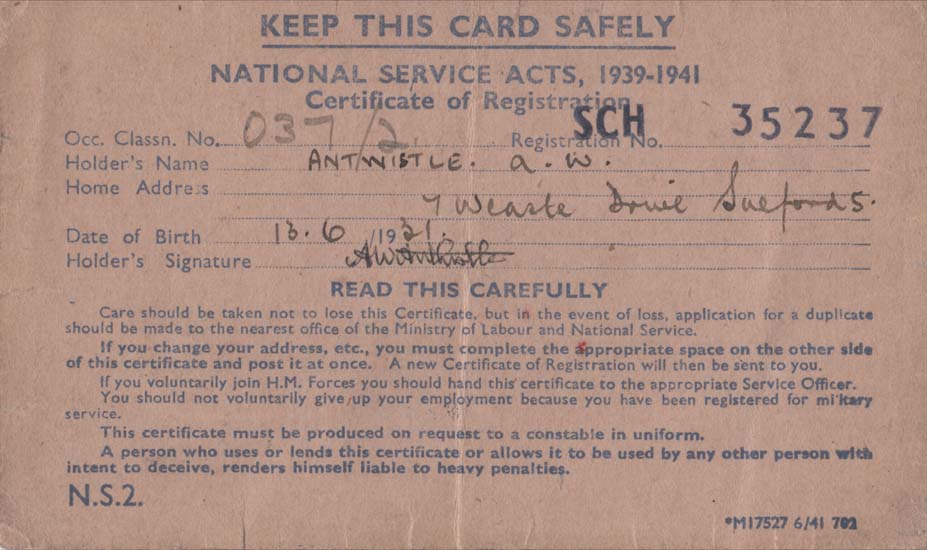 KEEP THIS CARD SAFELY
NATIONAL SERVICE ACTS, 1939-1941
Certificate of Registration
Occ. Classn. No. 037/2. Registration No. SCH 35237
Holder's Name ANTWISTLE. A. W.
Home Address
7 Weaste Drive Salford 5.
Date of Birth 13. 6 /1921.
Holder's Signature AWAntwistle
READ THIS CAREFULLY
Care should be taken not to lose this Certificate, but in the event of loss, application for a duplicate
should be made to the nearest office of the Ministry of Labour and National Service.
If you change your address, etc., you must complete the appropriate space on the other side
of this certificate and post it at once. A new Certificate of Registration will then be sent to you.
If you voluntarily join H.M. Forces you should hand this certificate to the appropriate Service Officer.
You should not voluntarily give up your employment because you have been registered for military
service.
This certificate must be produced on request to a constable in uniform.
A person who uses or lends this certificate or allows it to be used by any other person with
intent to deceive, renders himself liable to heavy penalties.
N.S.2.
*M17527 6/41 702